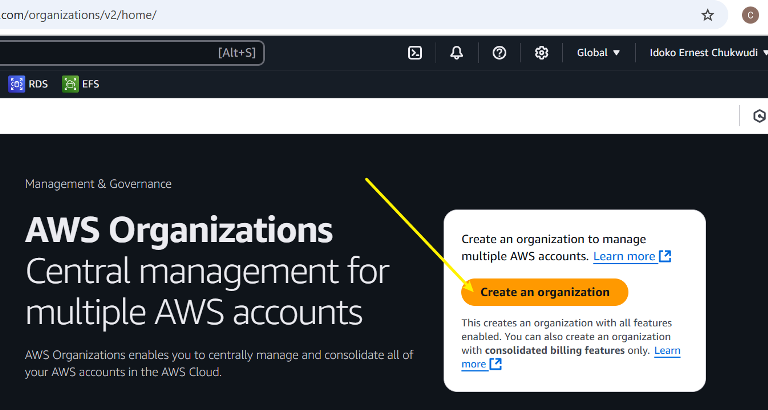 .com/organizations/v2/home/
C
[Alt+S]
Global
Idoko Ernest Chukwudi
RDS
EFS
Management & Governance
AWS Organizations
Central management for
multiple AWS accounts
AWS Organizations enables you to centrally manage and consolidate all of
your AWS accounts in the AWS Cloud.
Create an organization to manage
multiple AWS accounts. Learn more
Create an organization
This creates an organization with all features
enabled. You can also create an organization
with consolidated billing features only. Learn
more